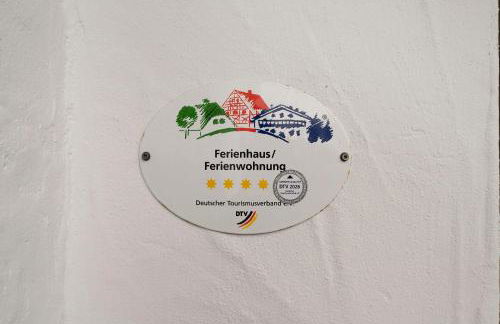 Ferienhaus/
Ferienwohnung
DTV 2026
Deutscher Tourismusverband e.V.
DTV